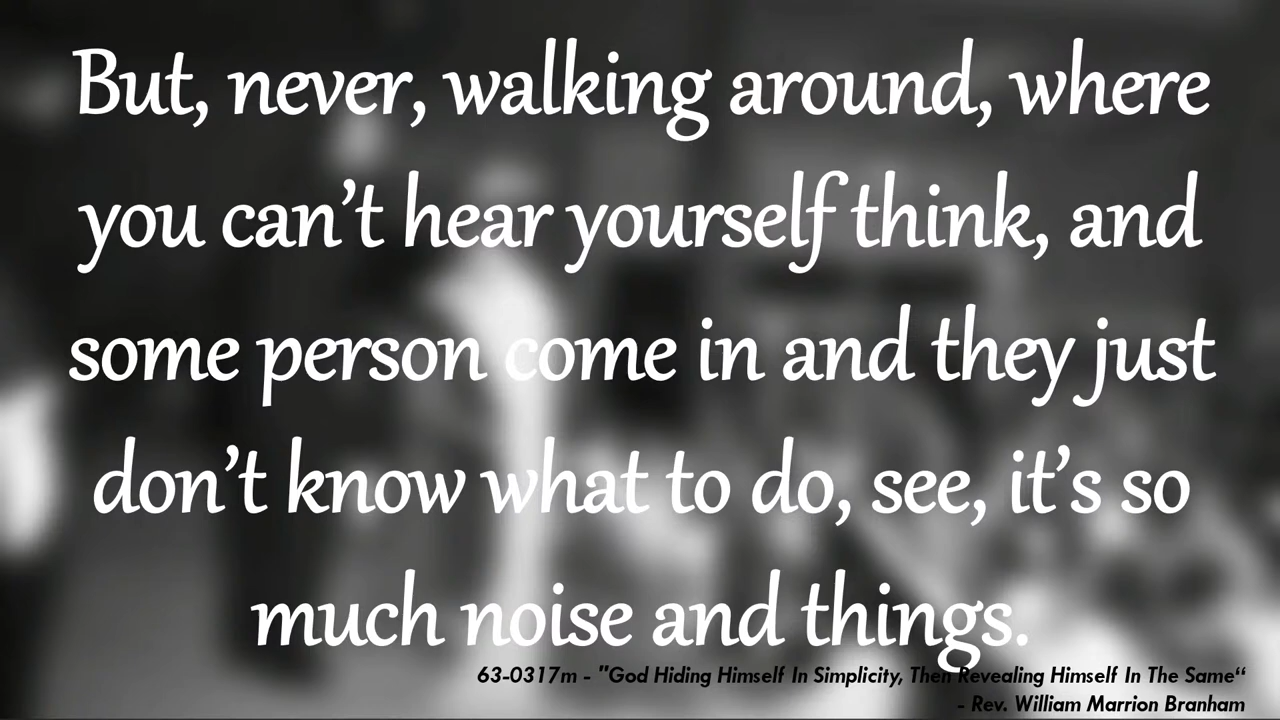 But, never, walking around, where
you can't hear yourself think, and
some person come in and they just
don't know what to do, see, it's so
much noise and things.
63-0317m - "God Hiding Himself In Simplicity, Then Revealing Himself In The Same“
- Rev. William Marrion Branham